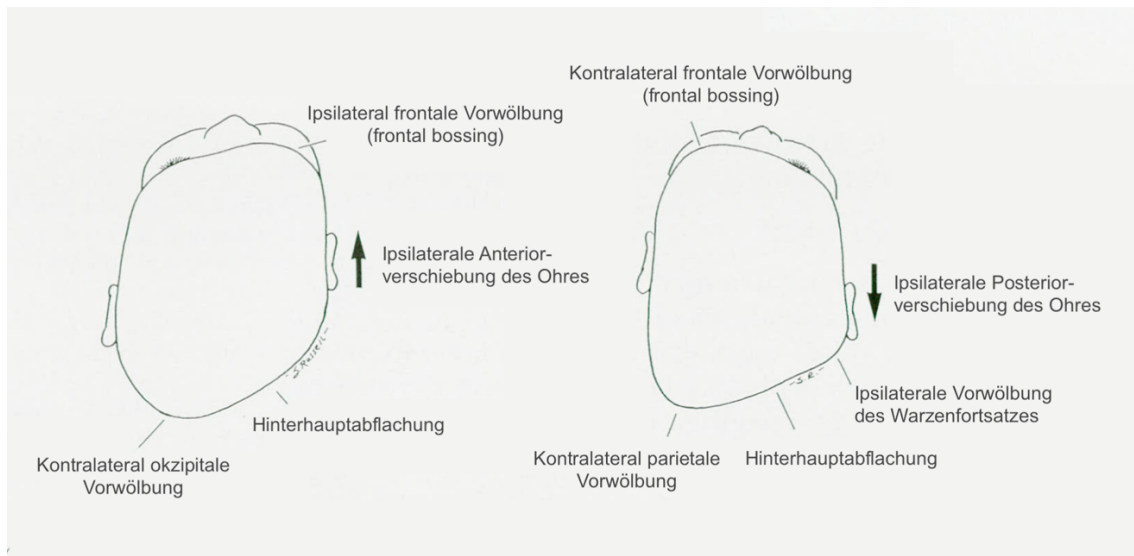 Ipsilateral frontale Vorwölbung
(frontal bossing)
Ipsilaterale Anterior-
verschiebung des Ohres
S. Russell
Hinterhauptabflachung
Kontralateral okzipitale
Vorwölbung
Kontralateral frontale Vorwölbung
(frontal bossing)
Ipsilaterale Posterior-
verschiebung des Ohres
Ipsilaterale Vorwölbung
des Warzenfortsatzes
-S.R.-
Kontralateral parietale
Vorwölbung
Hinterhauptabflachung